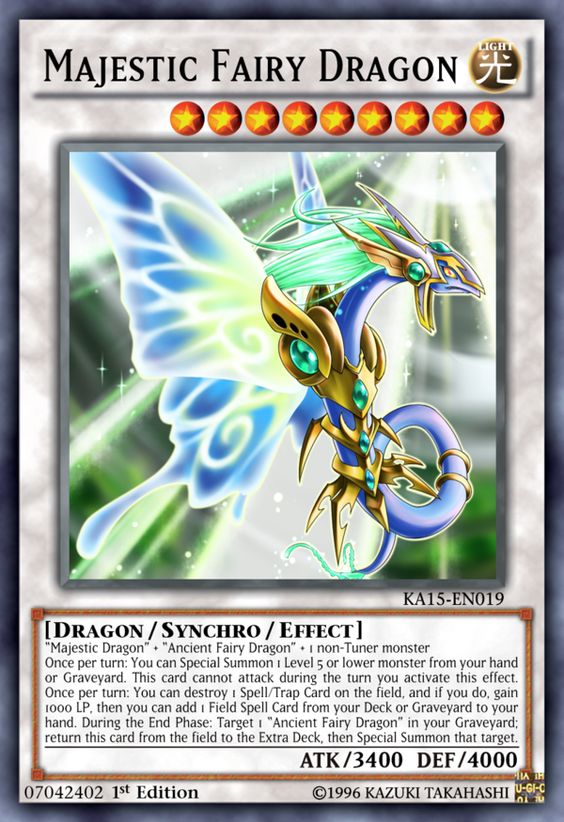 MAJESTIC FAIRY DRAGON
LIGHT
光
KA15-EN019
[DRAGON / SYNCHRO / EFFECT]
"Majestic Dragon" + "Ancient Fairy Dragon" + 1 non-Tuner monster
Once per turn: You can Special Summon 1 Level 5 or lower monster from your hand
or Graveyard. This card cannot attack during the turn you activate this effect.
Once per turn: You can destroy 1 Spell/Trap Card on the field, and if you do, gain
1000 LP, then you can add 1 Field Spell Card from your Deck or Graveyard to your
hand. During the End Phase: Target 1 "Ancient Fairy Dragon" in your Graveyard;
return this card from the field to the Extra Deck, then Special Summon that target.
ATK/3400 DEF/4000
07042402 1st Edition ©1996 KAZUKI TAKAHASHI